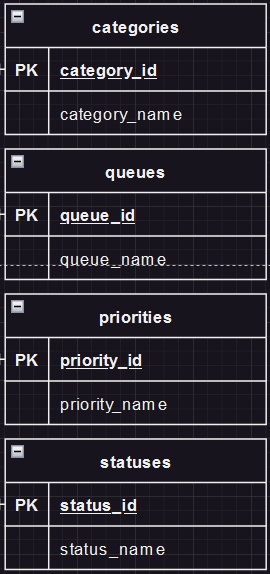 categories
PK category_id
category_name
queues
PK queue_id
queue_name
priorities
PK priority_id
priority_name
statuses
PK status_id
status_name